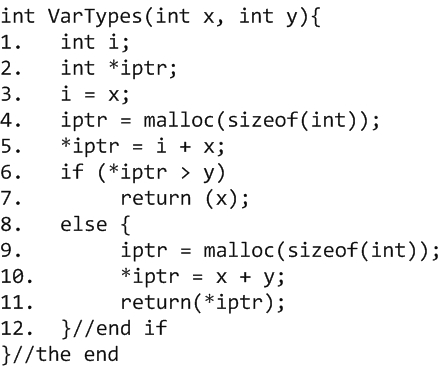 int VarTypes(int x, int y){
1.   int i;
2.   int *iptr;
3.   i = x;
4.   iptr = malloc(sizeof(int));
5.   *iptr = i + x;
6.   if (*iptr > y)
7.        return (x);
8.   else {
9.        iptr = malloc(sizeof(int));
10.       *iptr = x + y;
11.       return(*iptr);
12.  }//end if
}//the end